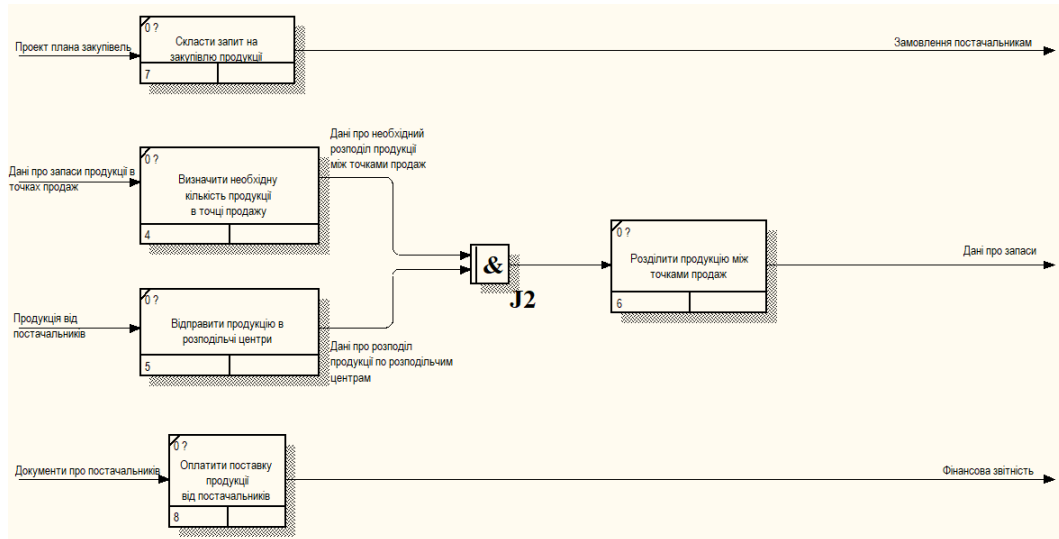 0 ?
Скласти запит на
закупівлю продукції
7
Проект плана закупівель
Замовлення постачальникам
Дані про запаси продукції в
точках продаж
0 ?
Визначити необхідну
кількість продукції
в точці продажу
4
Дані про необхідний
розподіл продукції
між точками продаж
&
J2
0 ?
Розділити продукцію між
точками продаж
6
Дані про запаси
Продукція від
постачальників
0 ?
Відправити продукцію в
розподільчі центри
5
Дані про розподіл
продукції по розподільчим
центрам
Документи про постачальників
0 ?
Оплатити поставку
продукції
від постачальників
8
Фінансова звітність